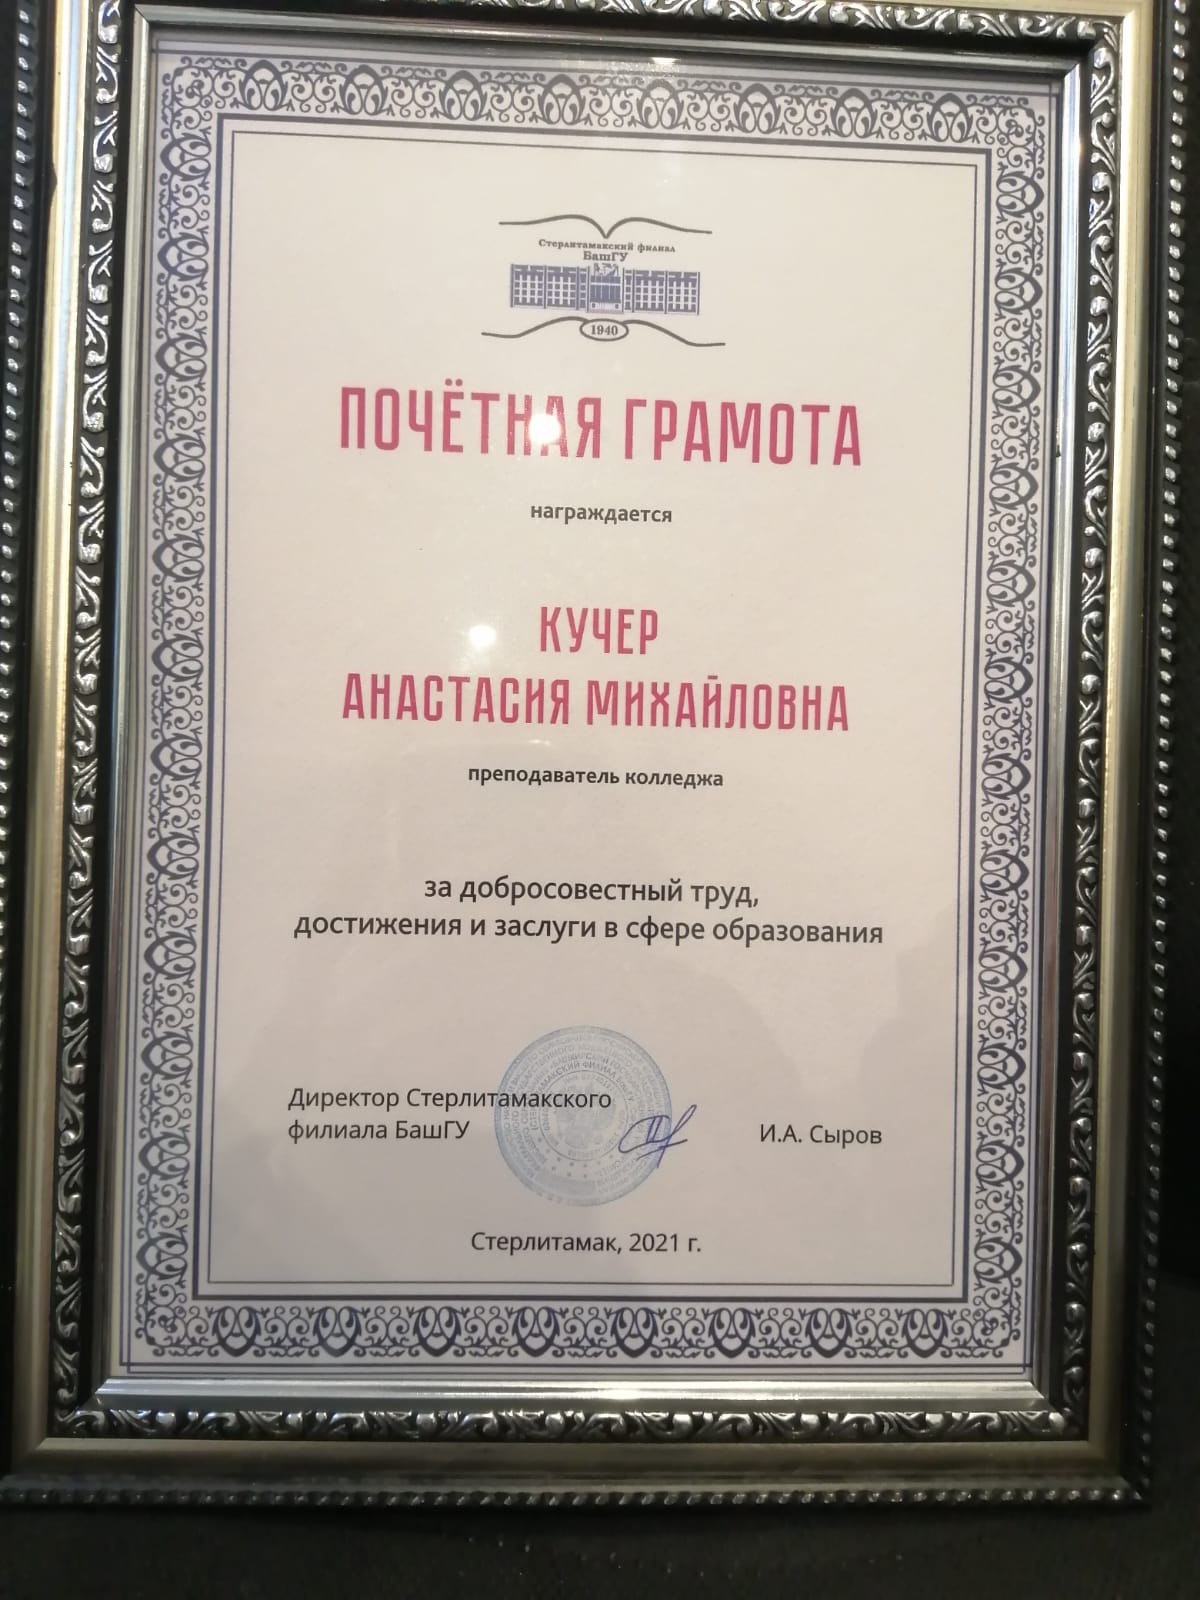 Стерлитамакский филиал
БашГУ
1940
ПОЧЁТНАЯ ГРАМОТА
награждается
КУЧЕР
АНАСТАСИЯ МИХАЙЛОВНА
преподаватель колледжа
за добросовестный труд,
достижения и заслуги в сфере образования
Директор Стерлитамакского
филиала БашГУ
И.А. Сыров
Стерлитамак, 2021 г.